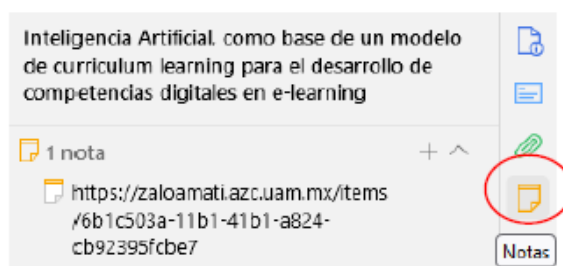 Inteligencia Artificial. como base de un modelo
de curriculum learning para el desarrollo de
competencias digitales en e-learning
1 nota
https://zaloamati.azc.uam.mx/items
/6b1c503a-11b1-41b1-a824-
cb92395fcbe7
Notas